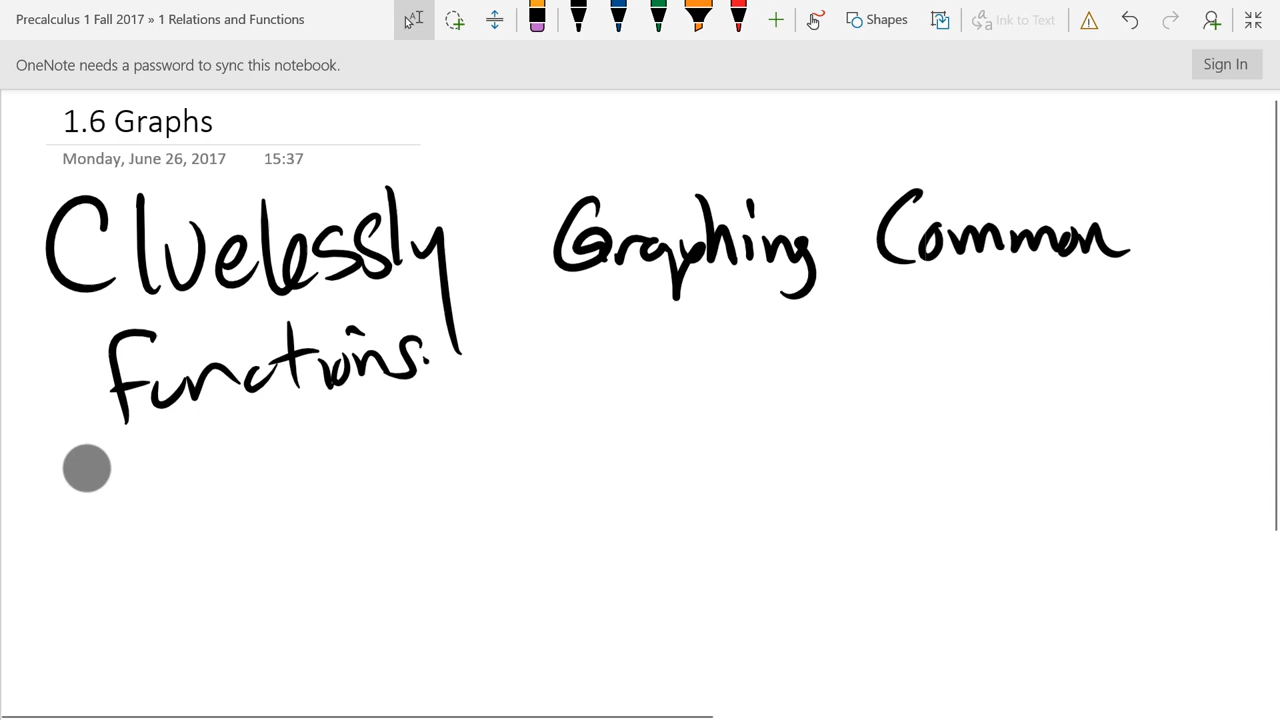 Precalculus 1 Fall 2017 » 1 Relations and Functions
Shapes
Ink to Text
OneNote needs a password to sync this notebook.
Sign In
1.6 Graphs
Monday, June 26, 2017 15:37
Cluelessly Graphing Common
Functions.